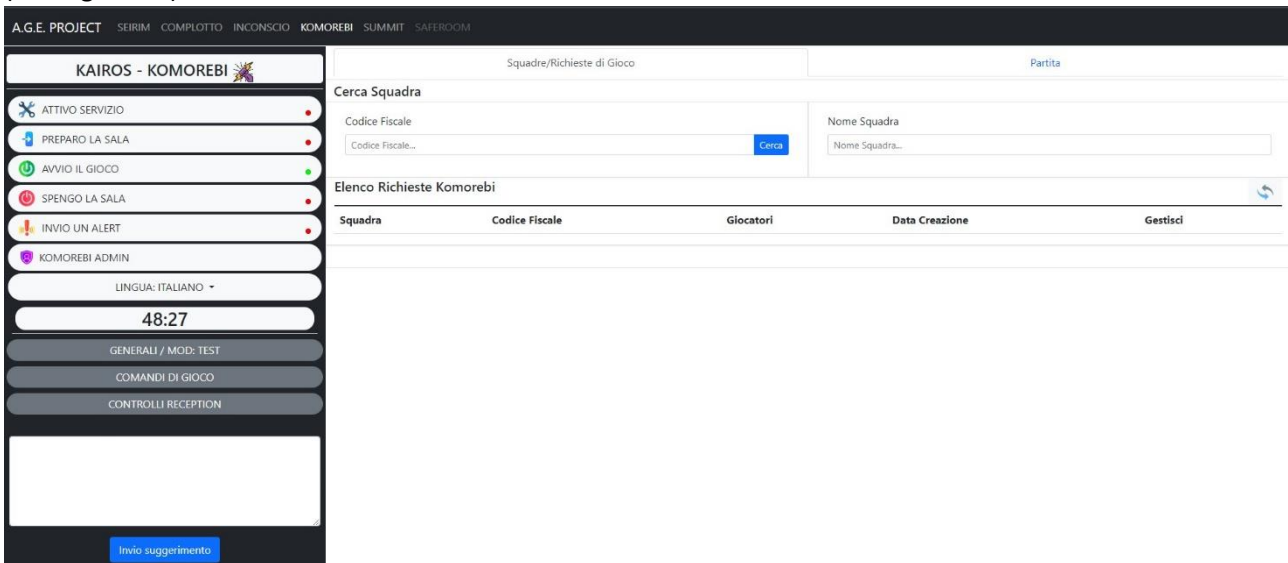 A.G.E. PROJECT SEIRIM COMPLOTTO INCONSCIO KOMOREBI SUMMIT SAFEROOM
KAIROS - KOMOREBI
ATTIVO SERVIZIO
PREPARO LA SALA
AVVIO IL GIOCO
SPENGO LA SALA
INVIO UN ALERT
KOMOREBI ADMIN
LINGUA: ITALIANO
48:27
GENERALI / MOD: TEST
COMANDI DI GIOCO
CONTROLLI RECEPTION
Invio suggerimento
Squadre/Richieste di Gioco Partita
Cerca Squadra
Codice Fiscale Nome Squadra
Codice Fiscale... Cerca Nome Squadra...
Elenco Richieste Komorebi
Squadra Codice Fiscale Giocatori Data Creazione Gestisci